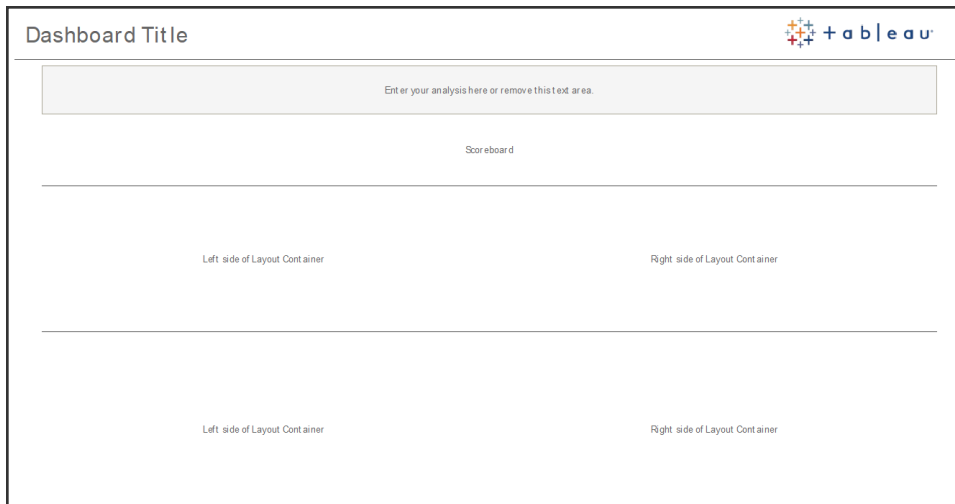 Dashboard Title
+ableau
Enter your analysis here or remove this text area.
Scoreboard
Left side of Layout Container
Right side of Layout Container
Left side of Layout Container
Right side of Layout Container